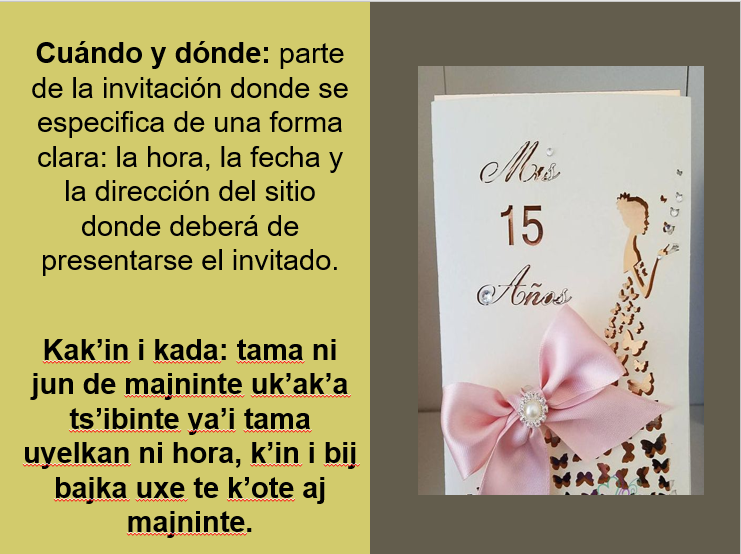 Cuándo y dónde: parte
de la invitación donde se
especifica de una forma
clara: la hora, la fecha y
la dirección del sitio
donde deberá de
presentarse el invitado.
Kak’in i kada: tama ni
jun de majninte uk’ak’a
ts’ibinte ya’i tama
uyelkan ni hora, k’in i bij
bajka uxe te k’ote aj
majninte.
Mis
15
Años